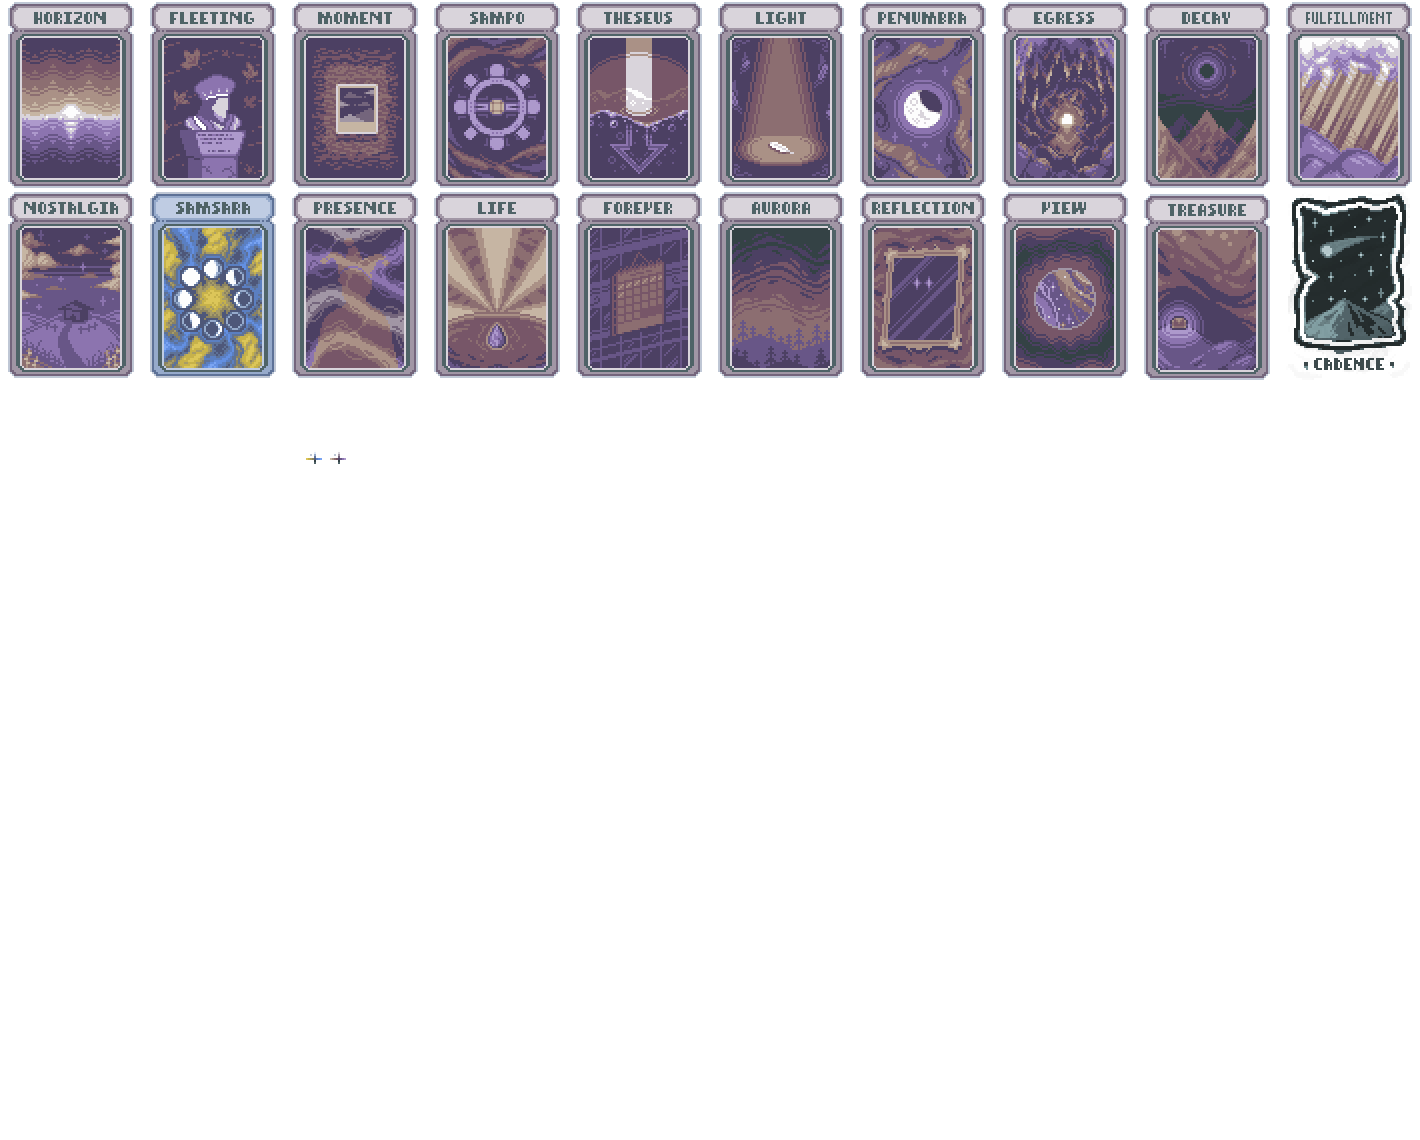 HORIZON
FLEETING
MOMENT
SAMPO
THESEUS
LIGHT
PENUMBRA
EGRESS
DECAY
FULFILLMENT
NOSTALGIA
SAMSARA
PRESENCE
LIFE
FOREVER
AURORA
REFLECTION
VIEW
TREASURE
CADENCE